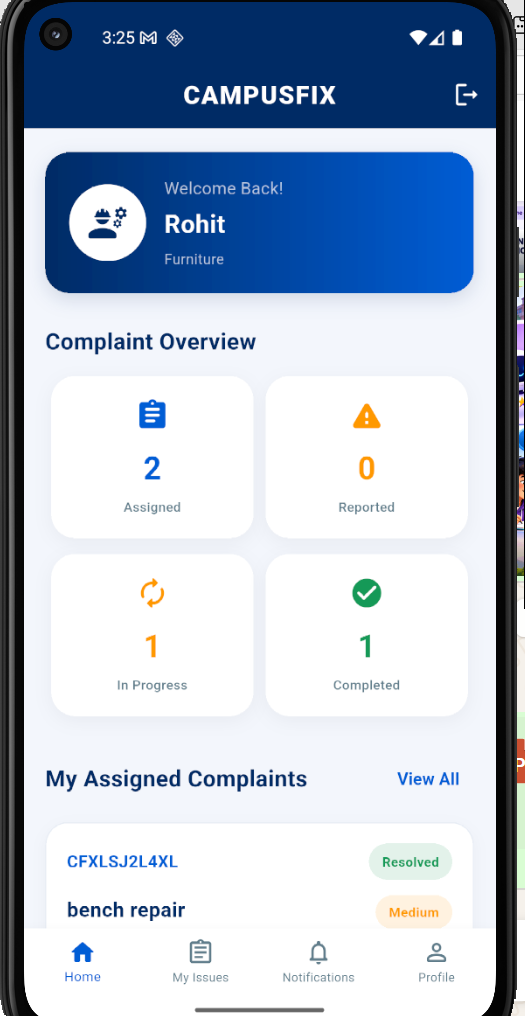 3:25
CAMPUSFIX
Welcome Back!
Rohit
Furniture
Complaint Overview
2
Assigned
0
Reported
1
In Progress
1
Completed
My Assigned Complaints
View All
CFXLSJ2L4XL
Resolved
bench repair
Medium
Home
My Issues
Notifications
Profile